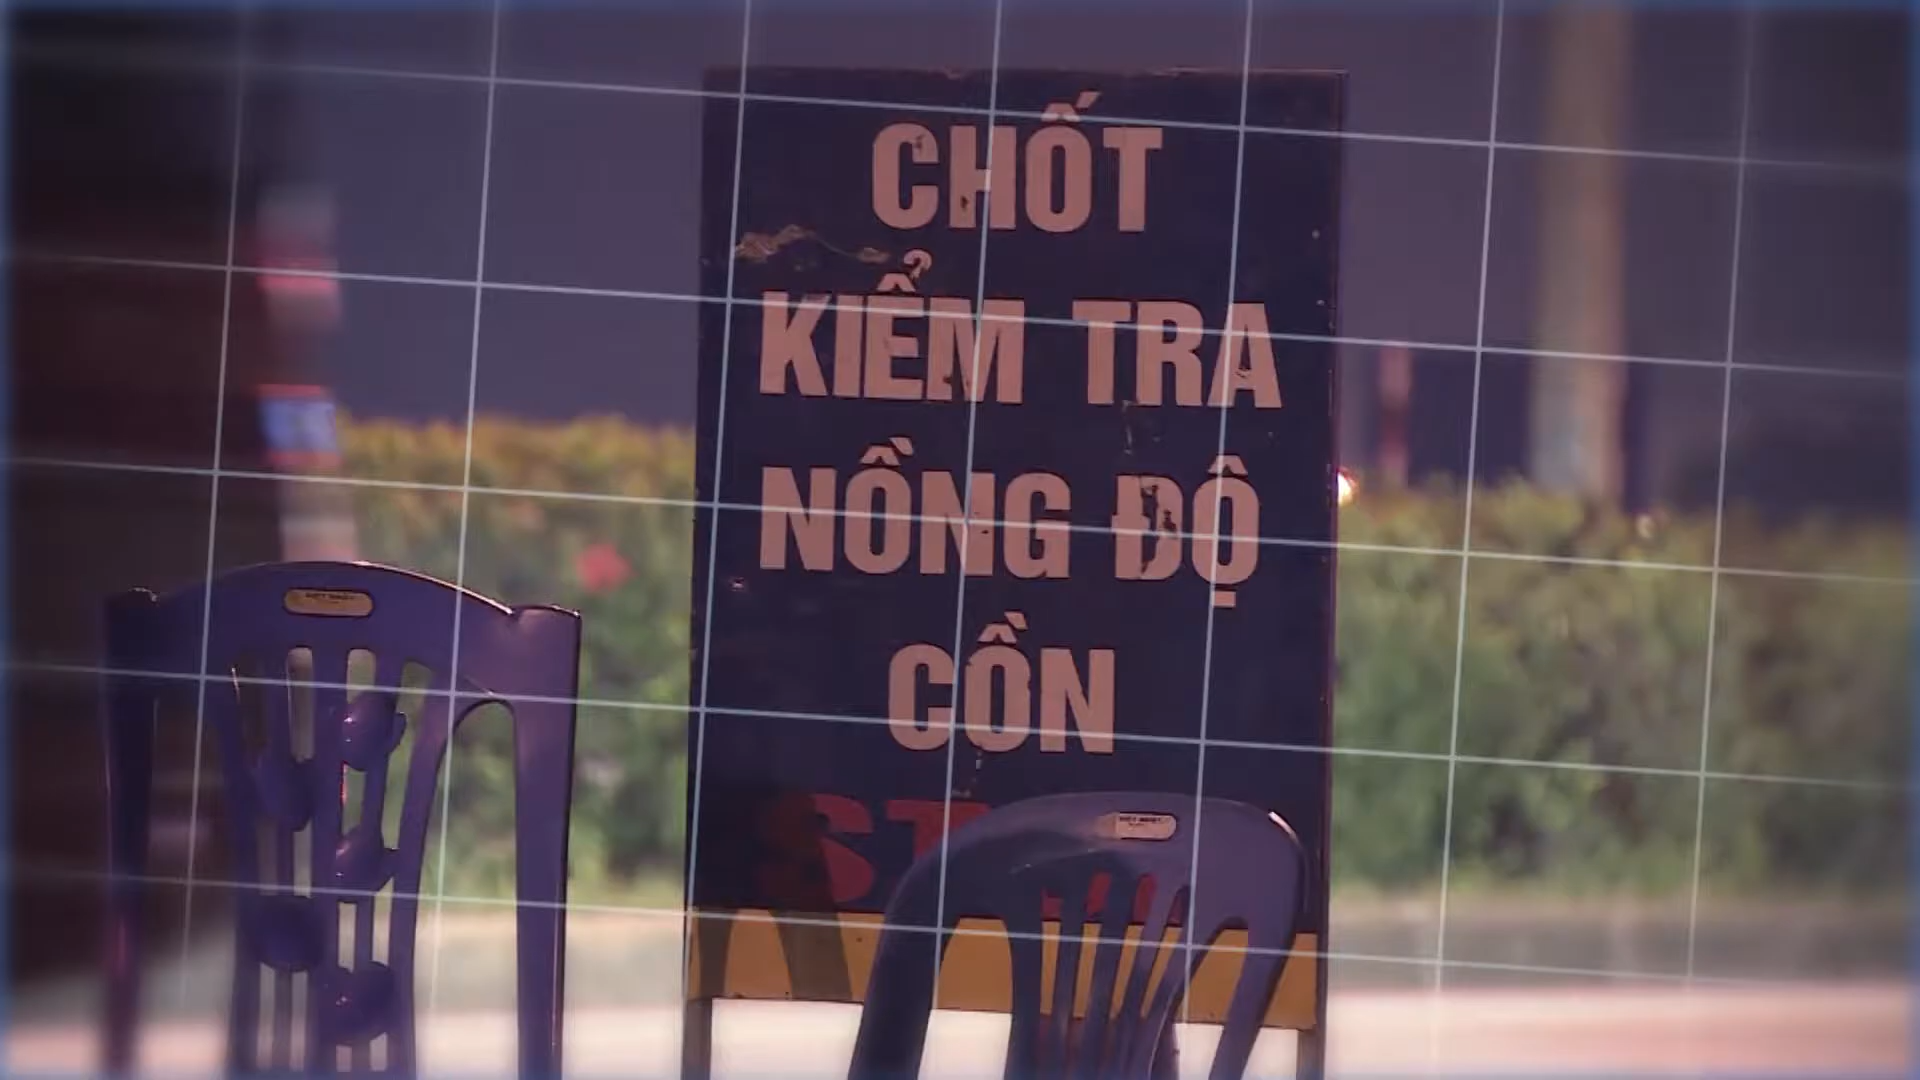 CHỐT
KIỂM TRA
NỒNG ĐỘ
CỒN